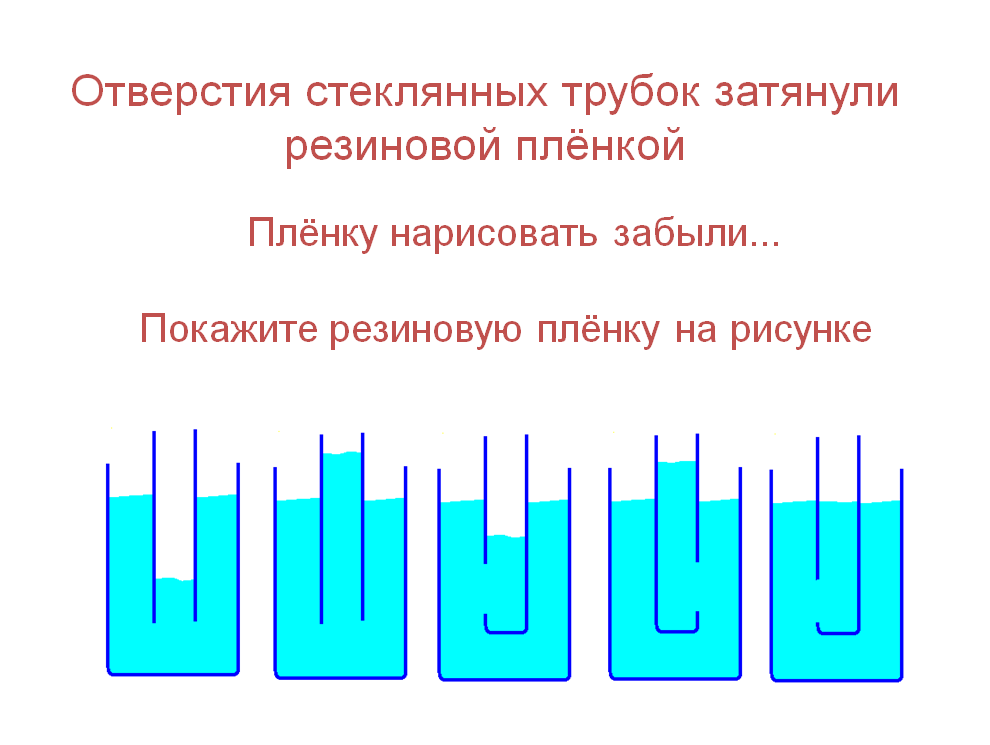 Отверстия стеклянных трубок затянули
резиновой плёнкой
Плёнку нарисовать забыли...
Покажите резиновую плёнку на рисунке